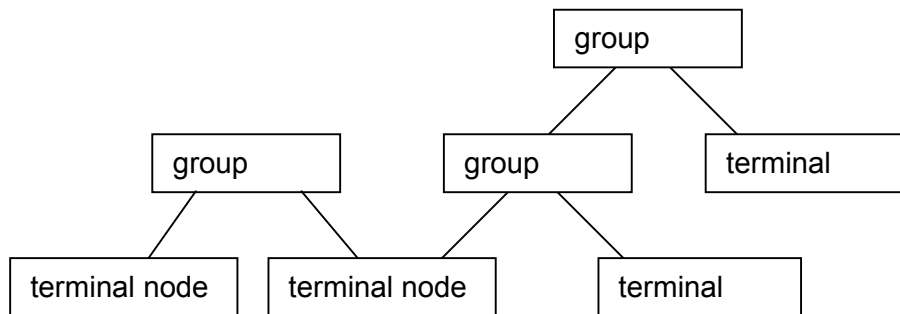 group
group
group
terminal
terminal node
terminal node
terminal